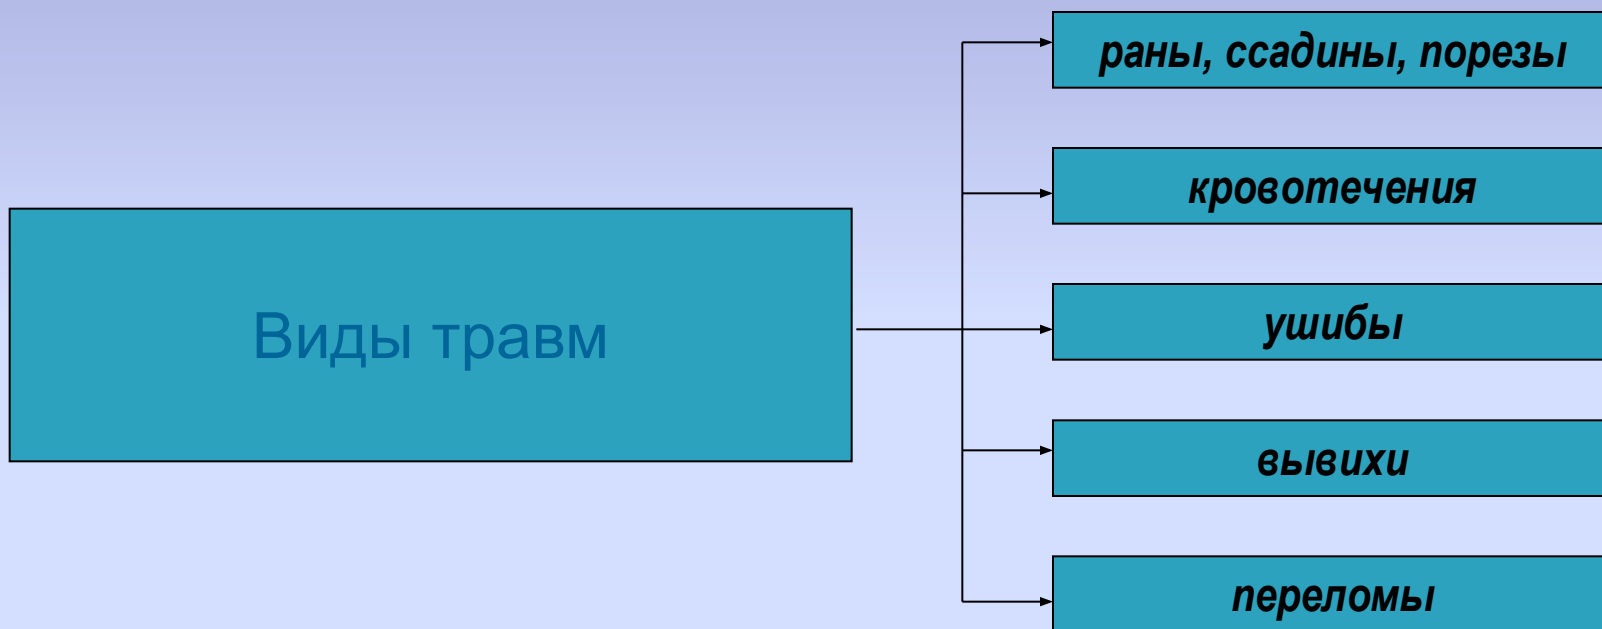 Виды травм
раны, ссадины, порезы
кровотечения
ушибы
вывихи
переломы